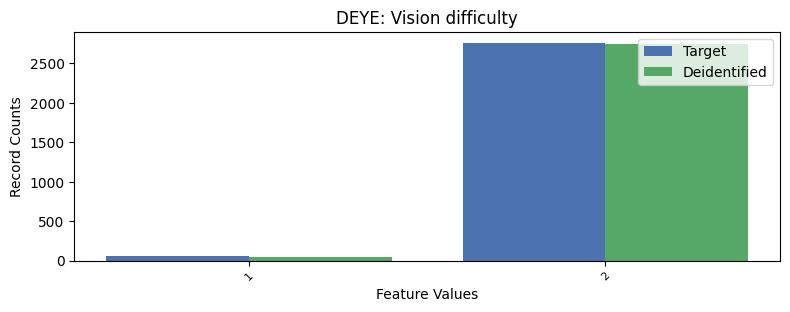 DEYE: Vision difficulty
Target
Deidentified
Record Counts
2500
2000
1500
1000
500
0
1
2
Feature Values